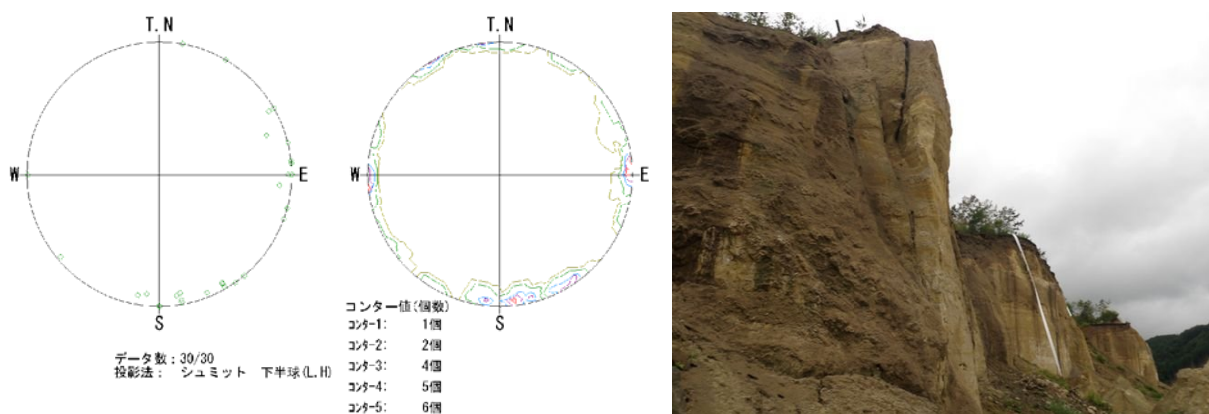 T.N
W
E
S
データ数:30/30
投影法: シュミット 下半球(L.H)
T.N
W
E
S
コンター値(個数)
コンター1: 1個
コンター2: 2個
コンター3: 4個
コンター4: 5個
コンター5: 6個